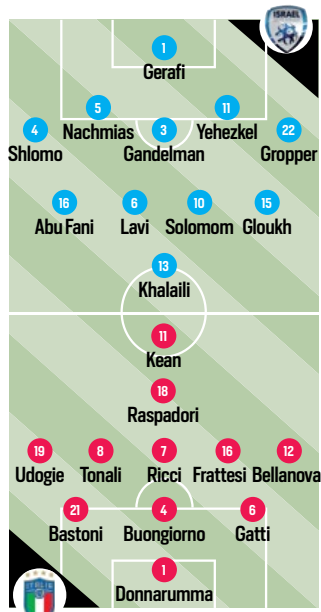 ISRAEL
1
Gerafi
5
Nachmias
11
Yehezkel
4
Shlomo
3
Gandelman
22
Gropper
16
Abu Fani
6
Lavi
10
Solomom
15
Gloukh
13
Khalaili
11
Kean
18
Raspadori
19
Udogie
8
Tonali
7
Ricci
16
Frattesi
12
Bellanova
21
Bastoni
4
Buongiorno
6
Gatti
1
Donnarumma
ITALIA